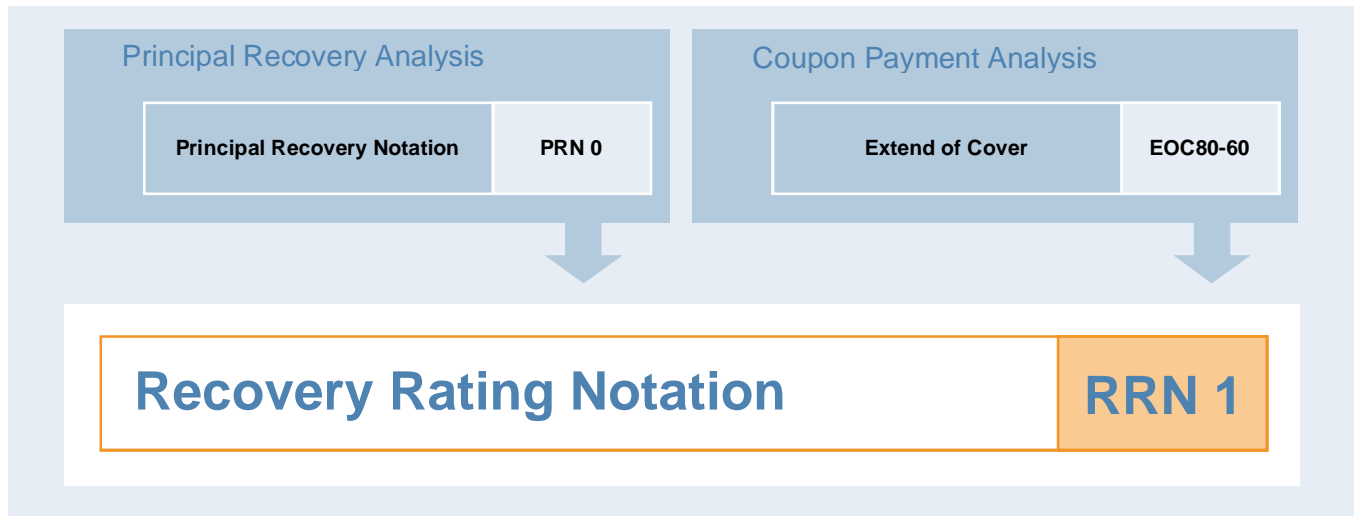 Principal Recovery Analysis
Principal Recovery Notation
PRN 0
Coupon Payment Analysis
Extend of Cover
EOC80-60
Recovery Rating Notation
RRN 1